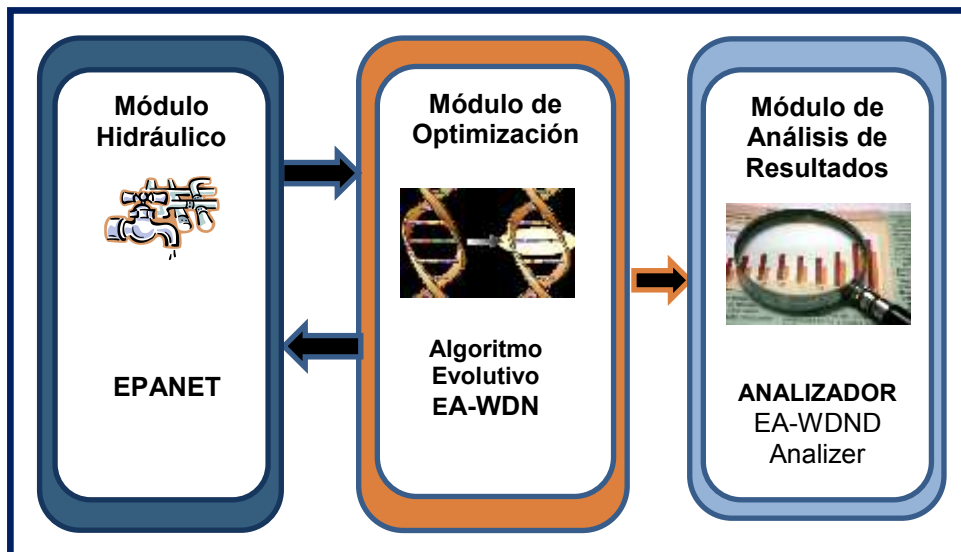 Módulo
Hidráulico
EPANET
Módulo de
Optimización
Algoritmo
Evolutivo
EA-WDN
Módulo de
Análisis de
Resultados
ANALIZADOR
EA-WDND
Analizer